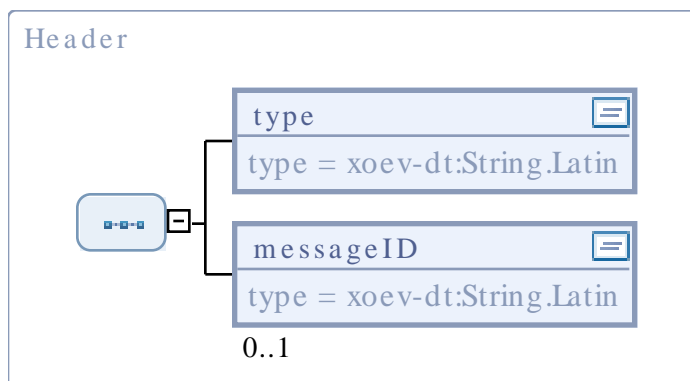 Header
type
type = xoev-dt:String.Latin
messageID
type = xoev-dt:String.Latin
0..1